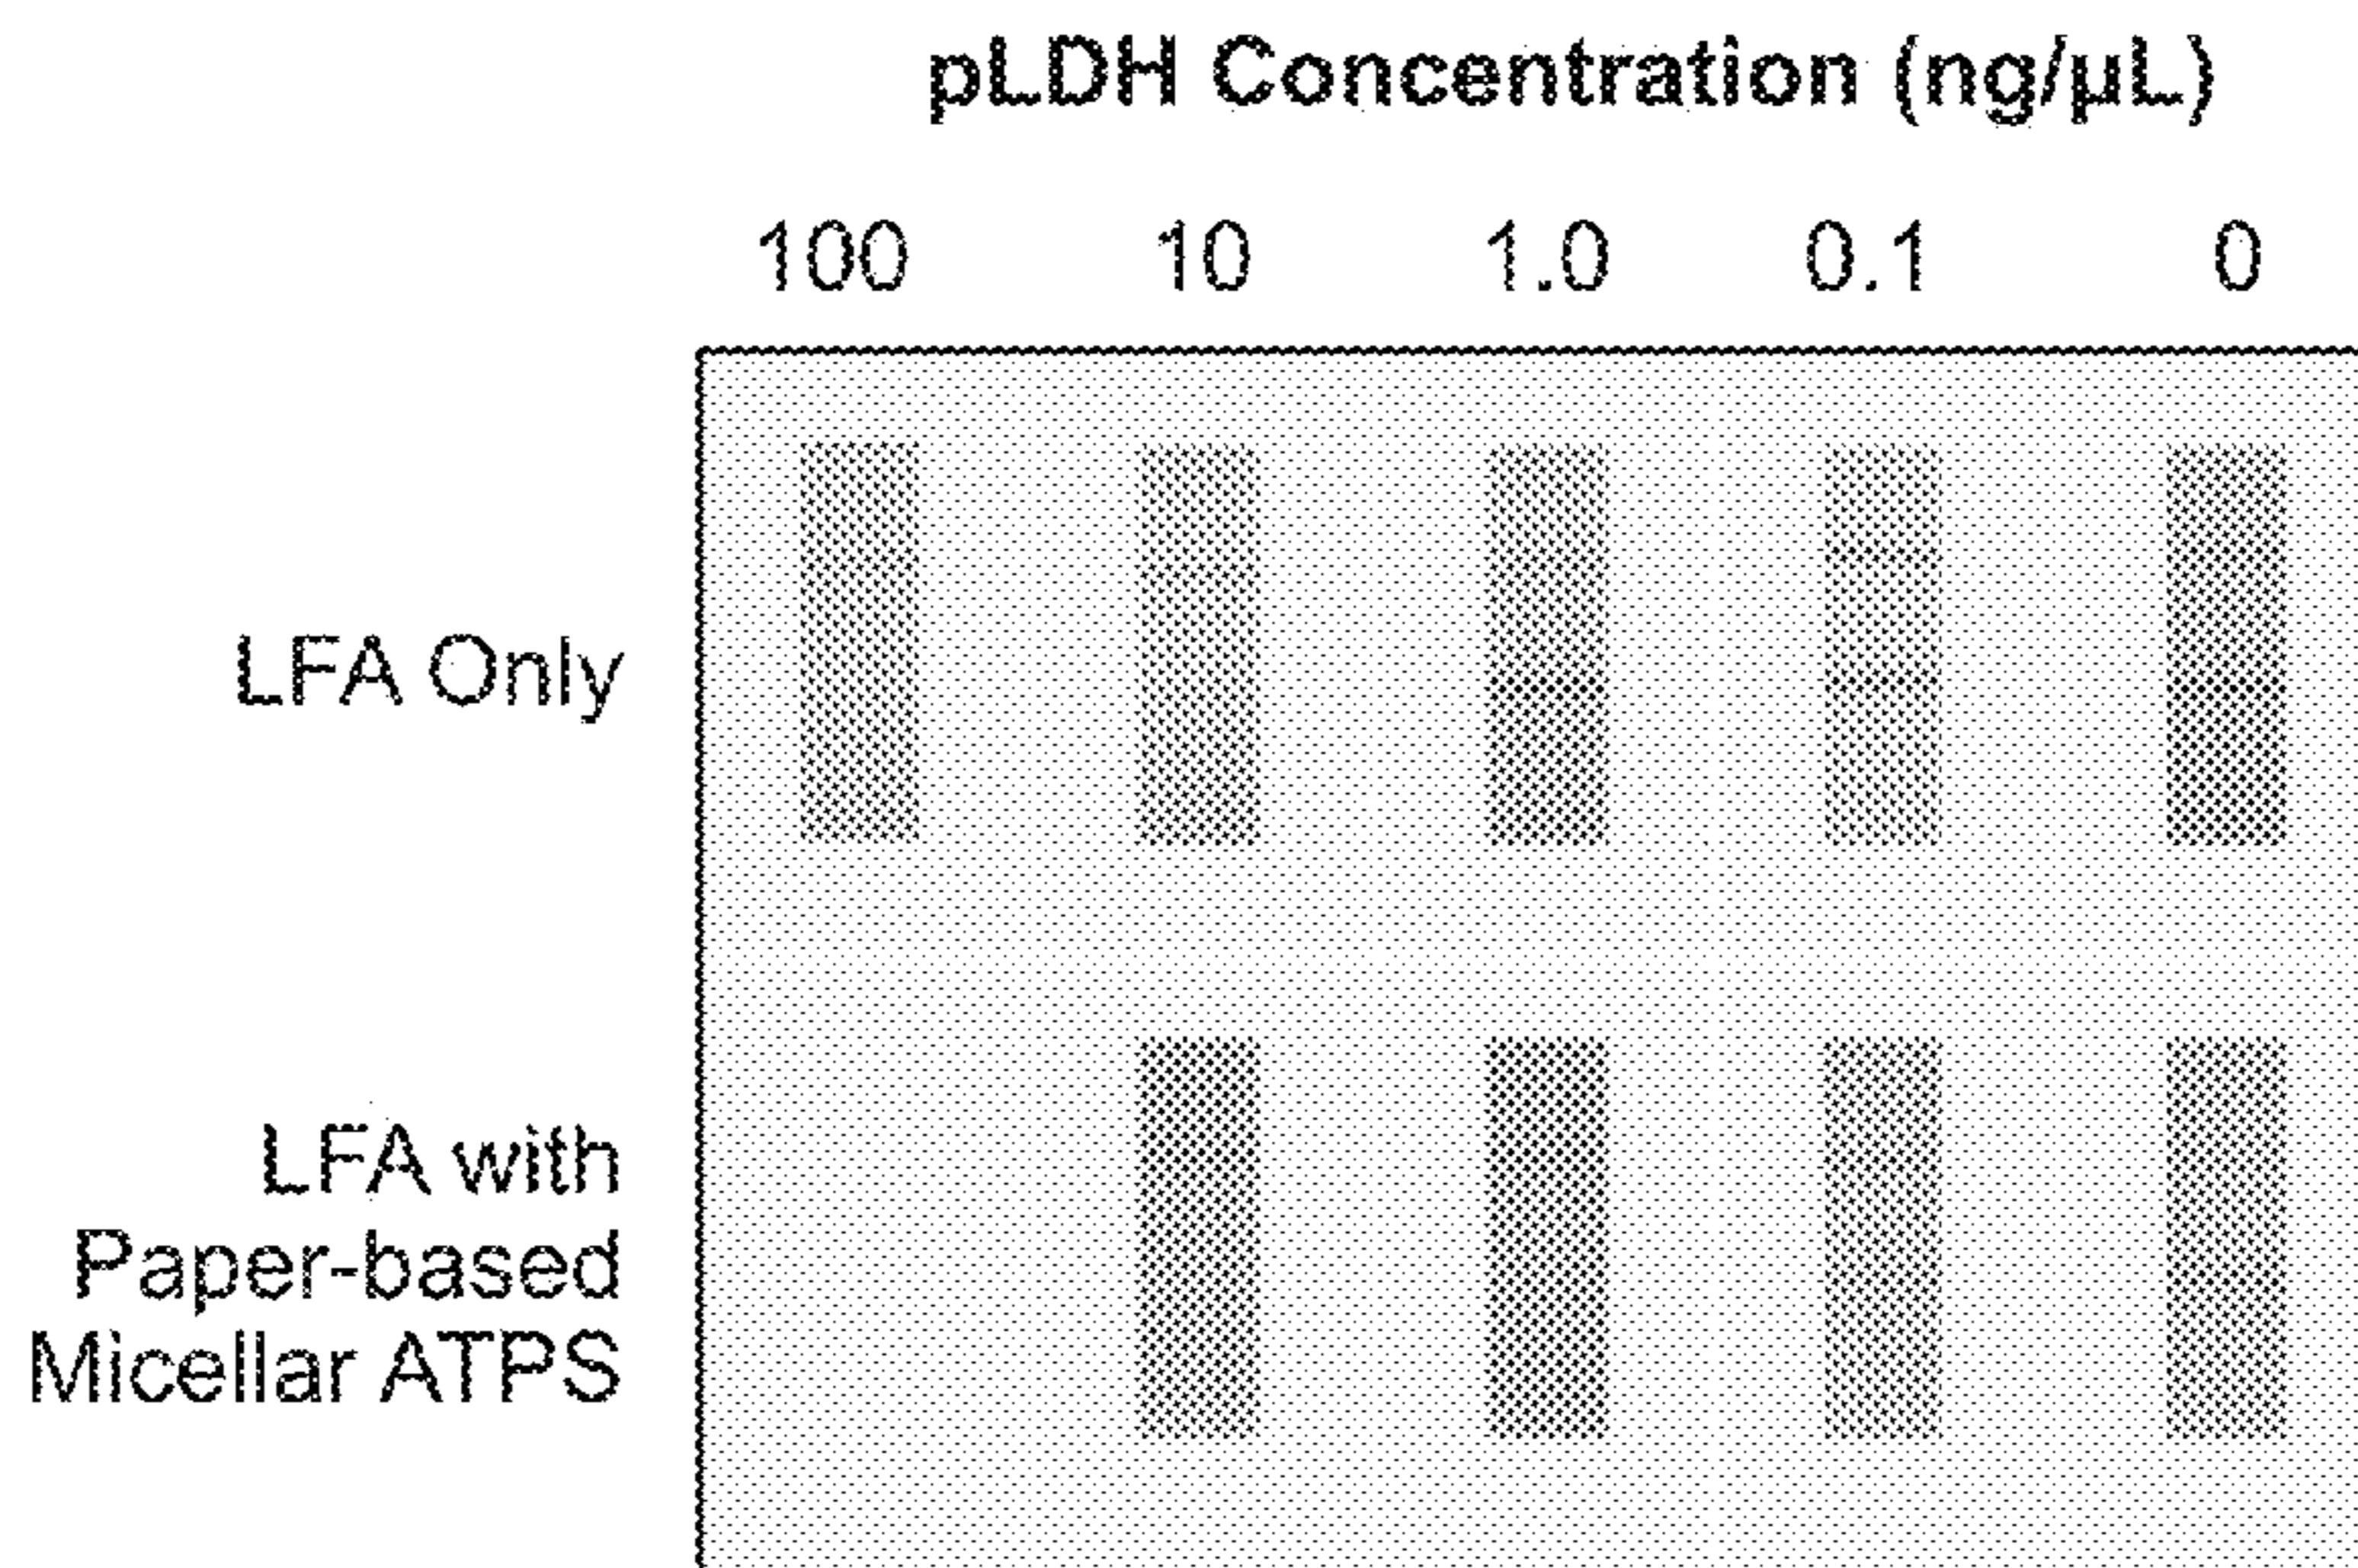 pLDH Concentration (ng/µL)
100 10 1.0 0.1 0
LFA Only
LFA with
Paper-based
Micellar ATPS